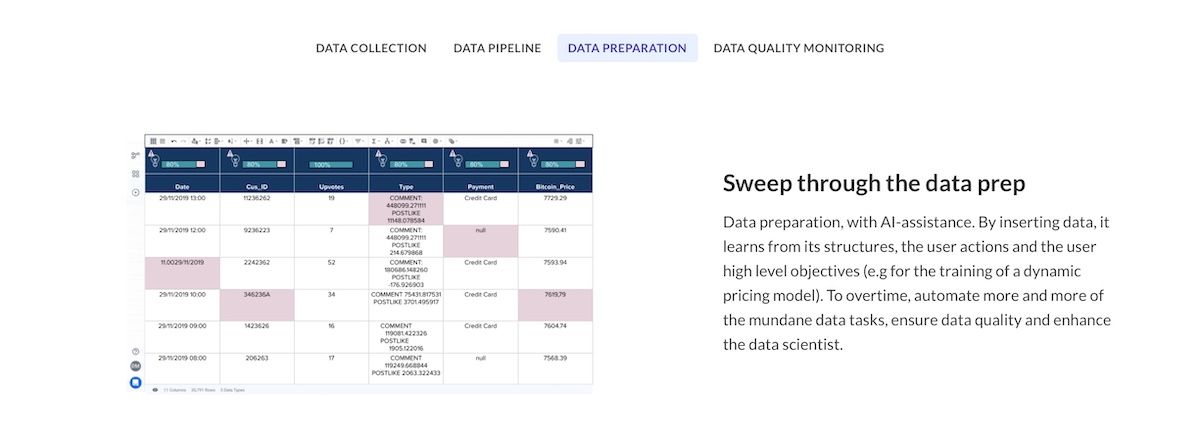 DATA COLLECTION DATA PIPELINE DATA PREPARATION DATA QUALITY MONITORING
80% 80% 100% 80% 80% 80%
Date Cus_ID Upvotes Type Payment Bitcoin_Price
29/11/2019 13:00 11236262 19 COMMENT: Credit Card 7729.29
448099.271111
POSTLIKE
11148.078584
29/11/2019 12:00 9236223 7 COMMENT: null 7590.41
448099.271111
POSTLIKE
214.679868
11.0029/11/2019 2242362 52 COMMENT: Credit Card 7593.94
180686.148260
POSTLIKE
-176.926903
29/11/2019 10:00 346236A 34 COMMENT 75431.817531 Credit Card 7619,79
POSTLIKE 3701.495917
29/11/2019 09:00 1423626 16 COMMENT Credit Card 7604.74
119081.422326
POSTLIKE
1905.122016
29/11/2019 08:00 206263 17 COMMENT null 7568.39
119249.668844
POSTLIKE 2063.322433
11 Columns 30,791 Rows 5 Data Types
Sweep through the data prep
Data preparation, with AI-assistance. By inserting data, it
learns from its structures, the user actions and the user
high level objectives (e.g for the training of a dynamic
pricing model). To overtime, automate more and more of
the mundane data tasks, ensure data quality and enhance
the data scientist.